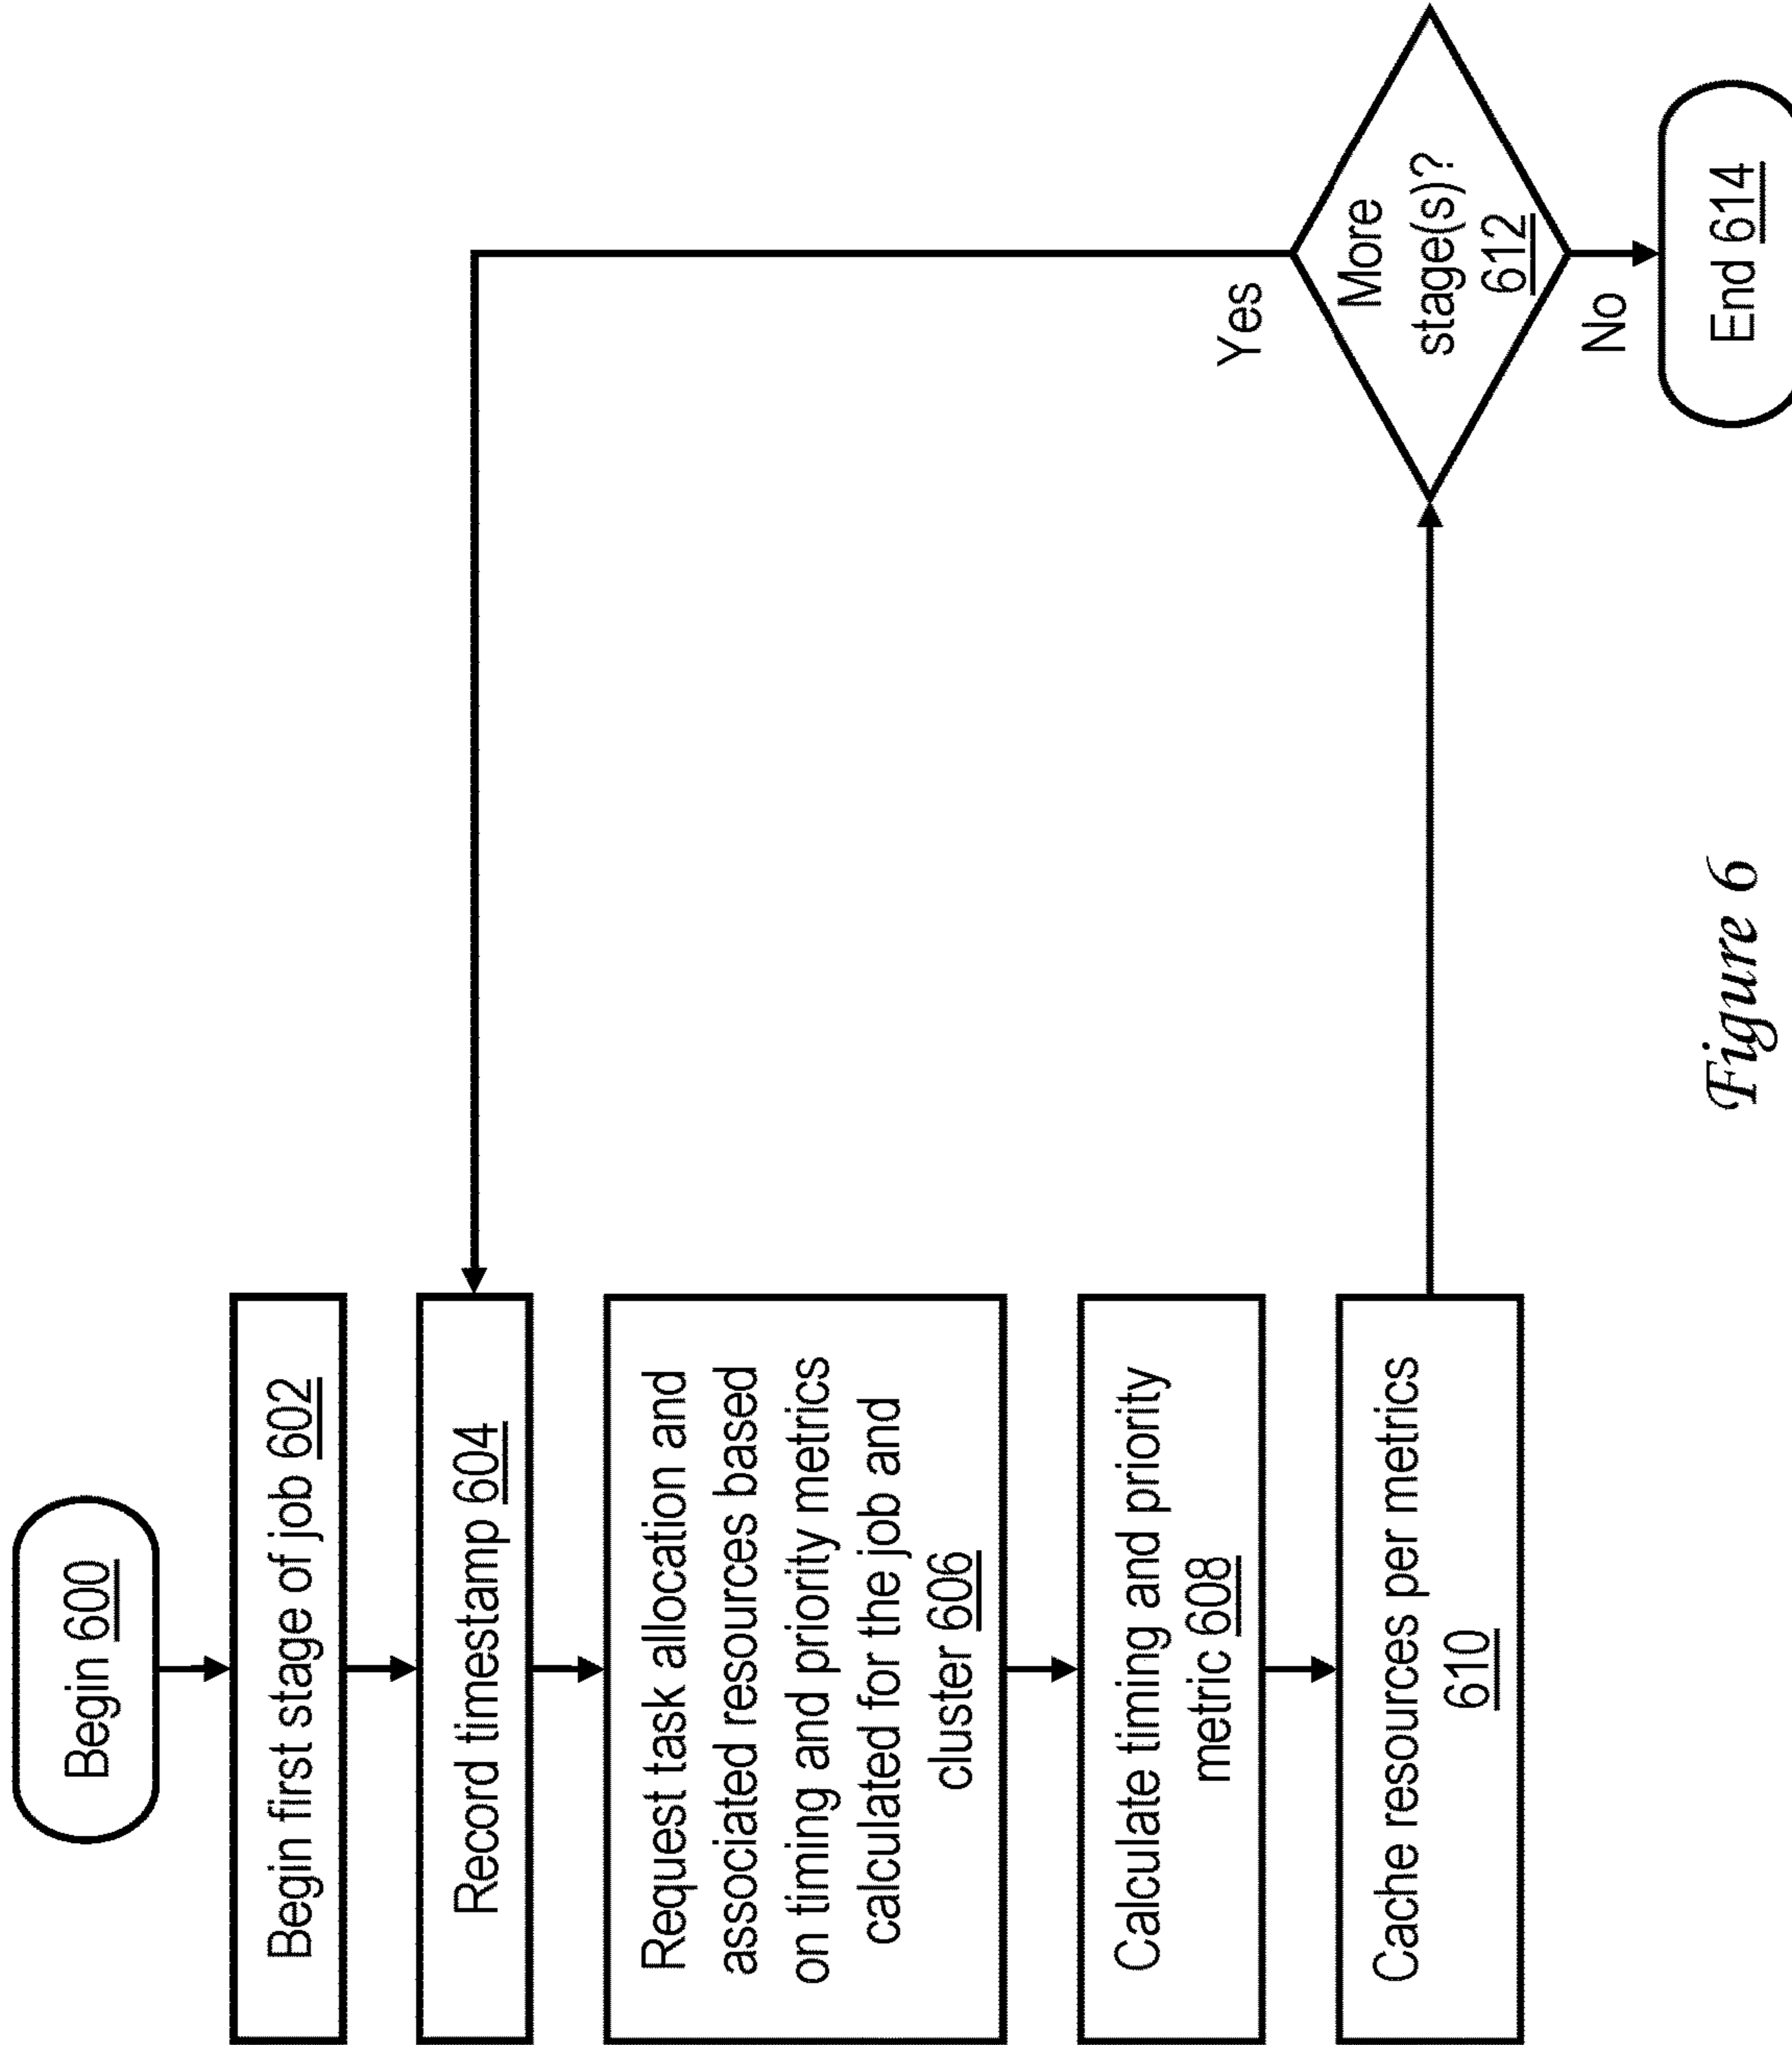 Begin 600
Begin first stage of job 602
Record timestamp 604
Request task allocation and
associated resources based
on timing and priority metrics
calculated for the job and
cluster 606
Calculate timing and priority
metric 608
Cache resources per metrics
610
More
stage(s)?
612
Yes
No
End 614
Figure 6